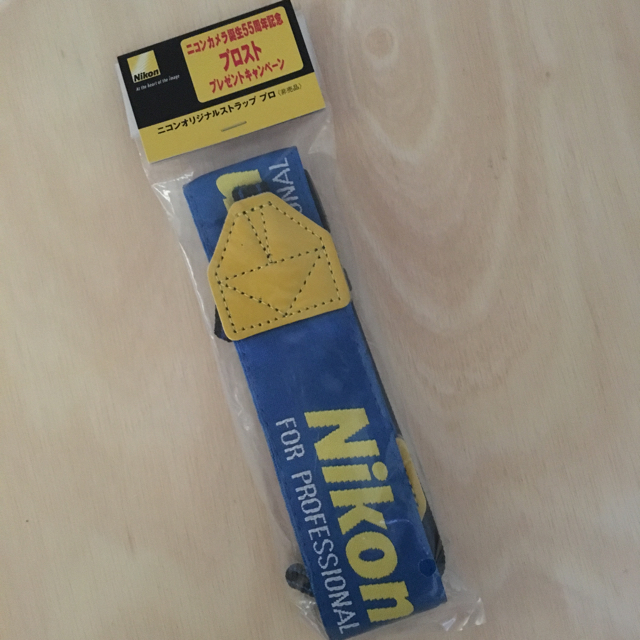 Nikon
At the heart of the image
ニコンカメラ誕生55周年記念
プロスト
プレゼントキャンペーン
ニコンオリジナルストラップ プロ(非売品)
Nikon
FOR PROFESSIONAL